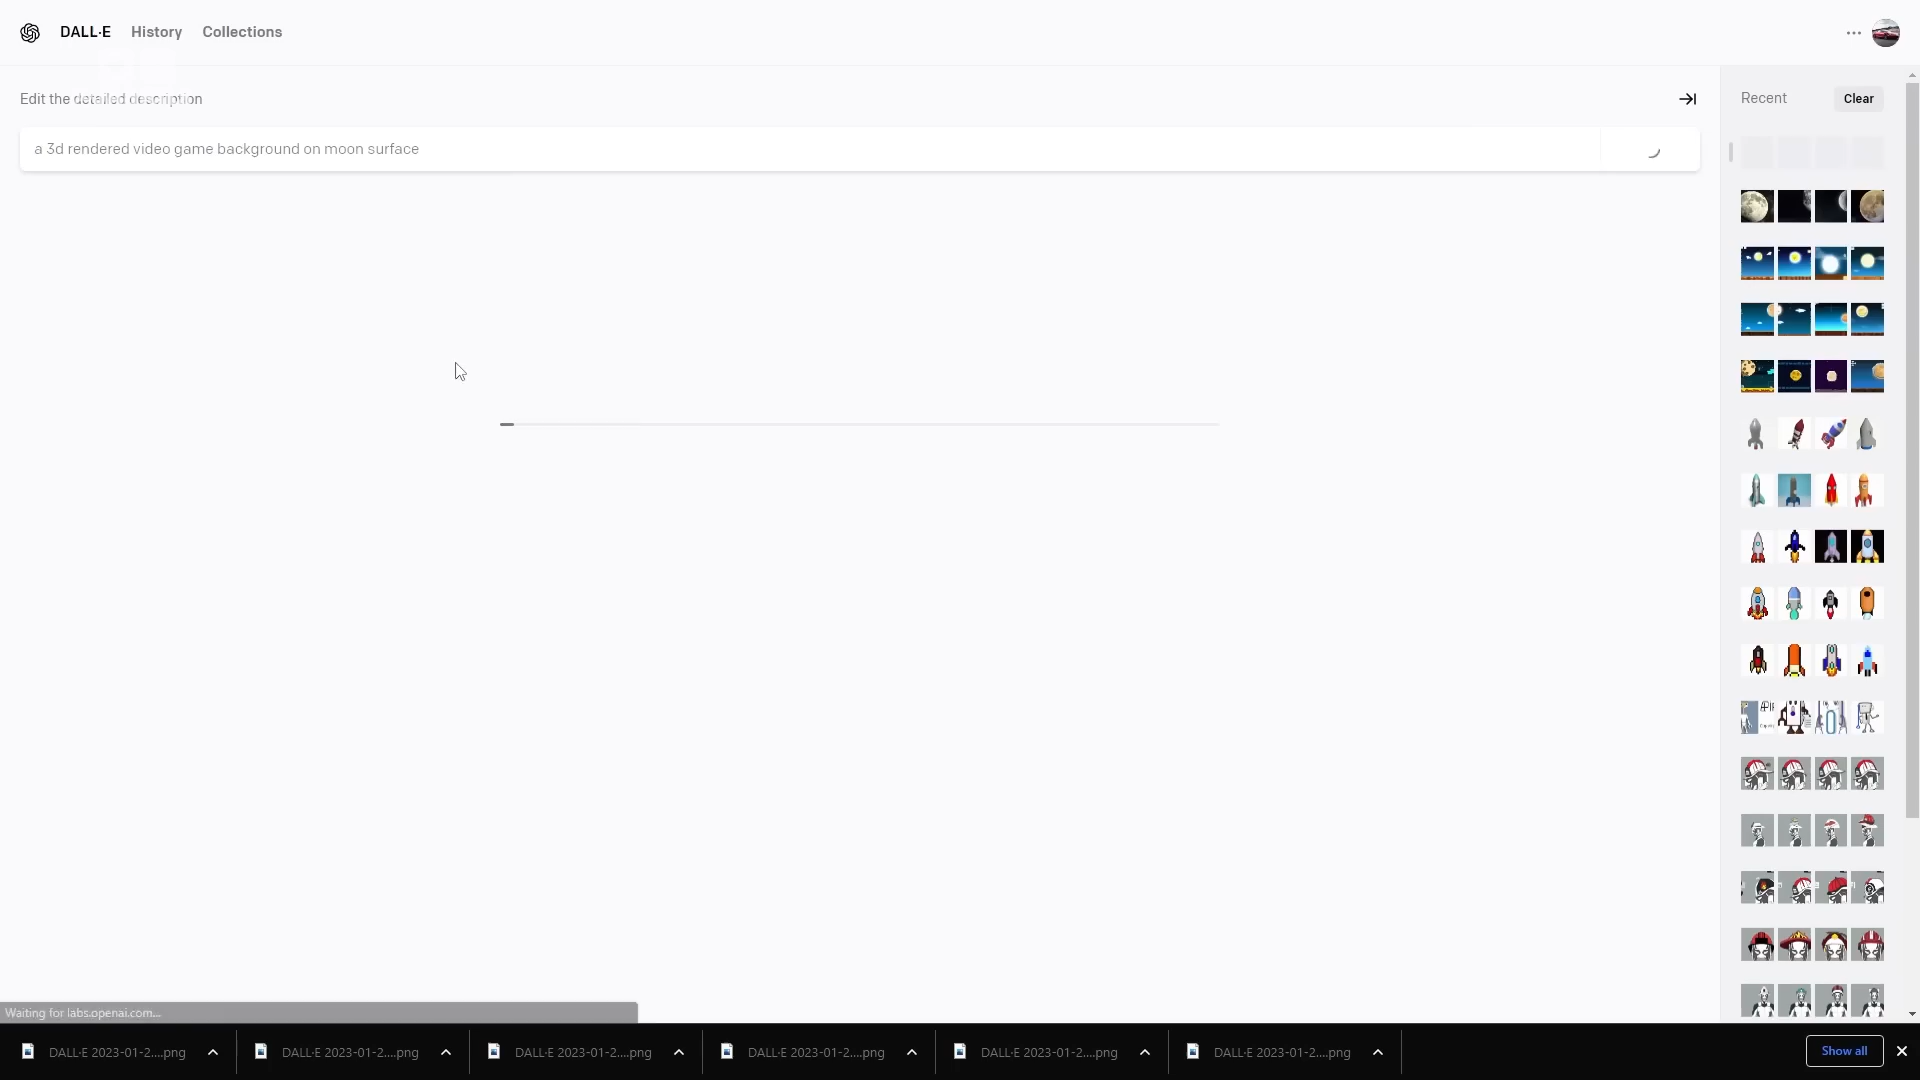 DALL·E History Collections
Edit the detailed description
Recent Clear
a 3d rendered video game background on moon surface
Waiting for labs.openai.com...
DALL·E 2023-01-2....png DALL·E 2023-01-2....png DALL·E 2023-01-2....png DALL·E 2023-01-2....png DALL·E 2023-01-2....png DALL·E 2023-01-2....png Show all